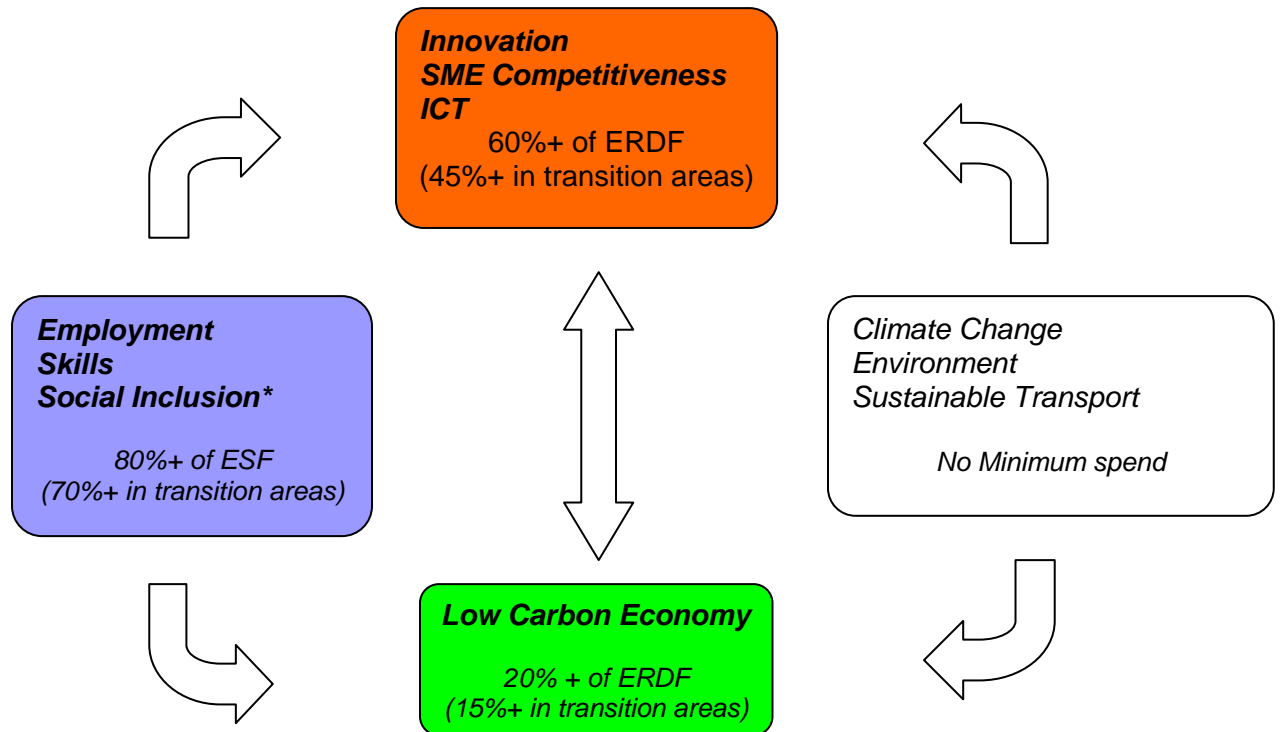 Innovation
SME Competitiveness
ICT
60%+ of ERDF
(45%+ in transition areas)
Employment
Skills
Social Inclusion*
80%+ of ESF
(70%+ in transition areas)
Climate Change
Environment
Sustainable Transport
No Minimum spend
Low Carbon Economy
20% + of ERDF
(15%+ in transition areas)